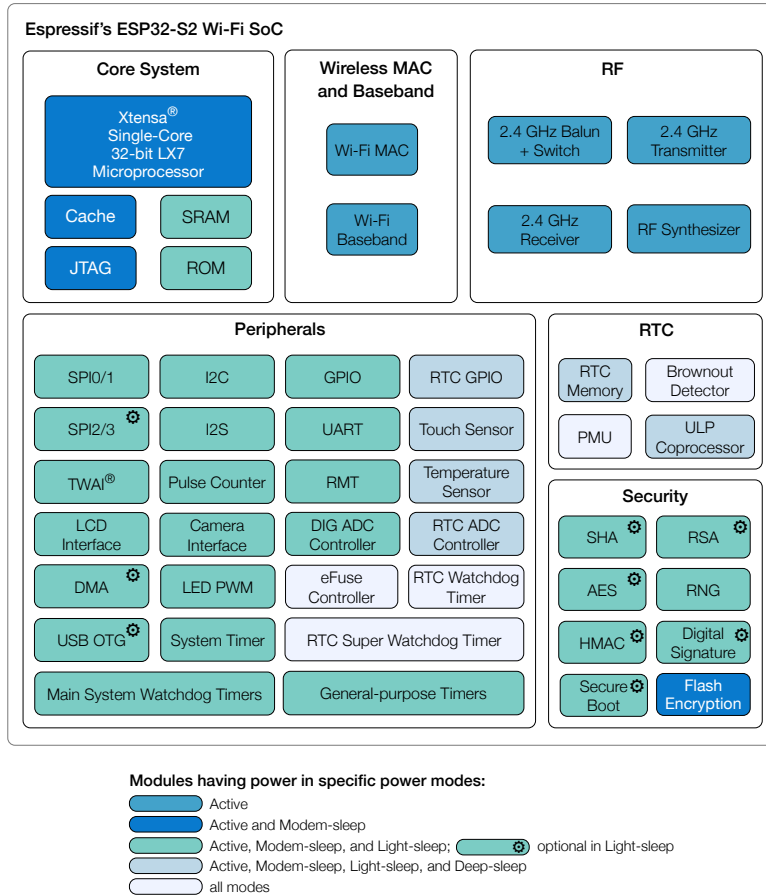 Espressif's ESP32-S2 Wi-Fi SoC
Core System
Xtensa®
Single-Core
32-bit LX7
Microprocessor
Cache
SRAM
JTAG
ROM
Wireless MAC
and Baseband
Wi-Fi MAC
Wi-Fi
Baseband
RF
2.4 GHz Balun
+ Switch
2.4 GHz
Transmitter
2.4 GHz
Receiver
RF Synthesizer
Peripherals
SPI0/1
I2C
GPIO
RTC GPIO
SPI2/3
I2S
UART
Touch Sensor
TWAI®
Pulse Counter
RMT
Temperature
Sensor
LCD
Interface
Camera
Interface
DIG ADC
Controller
RTC ADC
Controller
DMA
LED PWM
eFuse
Controller
RTC Watchdog
Timer
USB OTG
System Timer
RTC Super Watchdog Timer
Main System Watchdog Timers
General-purpose Timers
RTC
RTC
Memory
Brownout
Detector
PMU
ULP
Coprocessor
Security
SHA
RSA
AES
RNG
HMAC
Digital
Signature
Secure
Boot
Flash
Encryption
Modules having power in specific power modes:
Active
Active and Modem-sleep
Active, Modem-sleep, and Light-sleep; optional in Light-sleep
Active, Modem-sleep, Light-sleep, and Deep-sleep
all modes